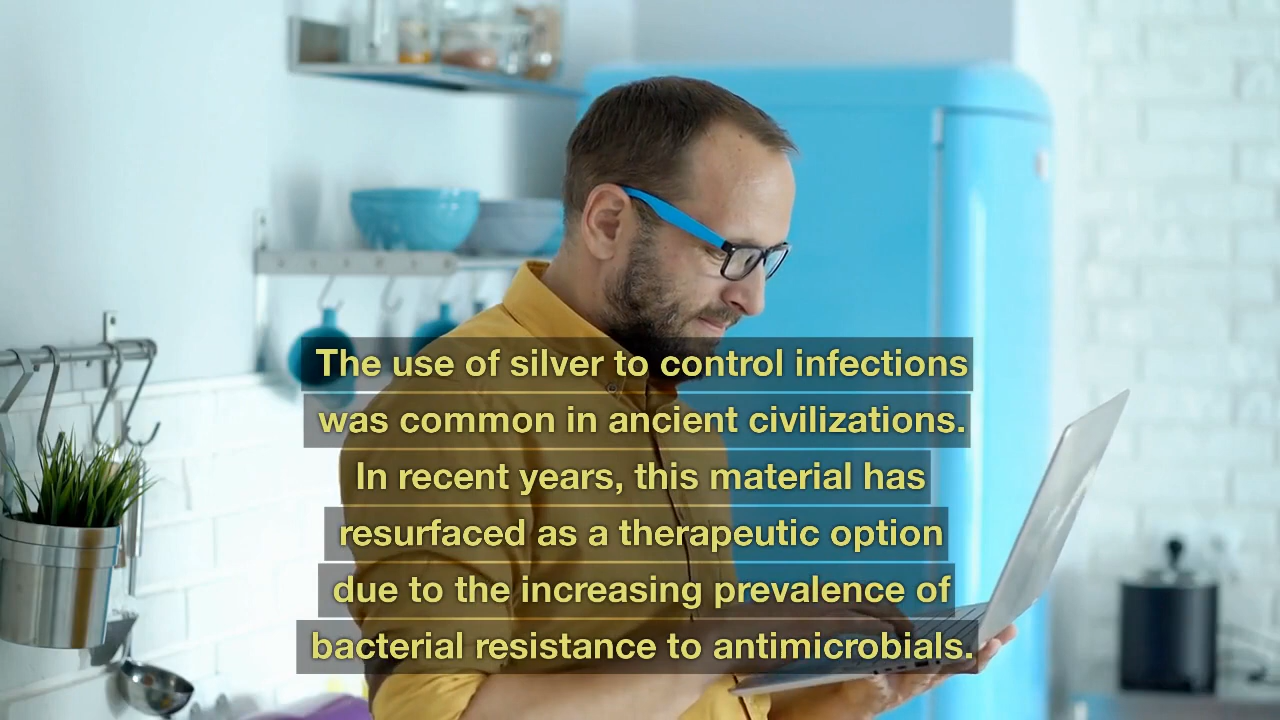 The use of silver to control infections
was common in ancient civilizations.
In recent years, this material has
resurfaced as a therapeutic option
due to the increasing prevalence of
bacterial resistance to antimicrobials.